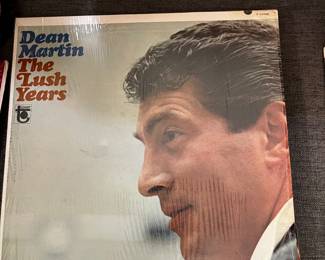 Dean
Martin
The
Lush
Years